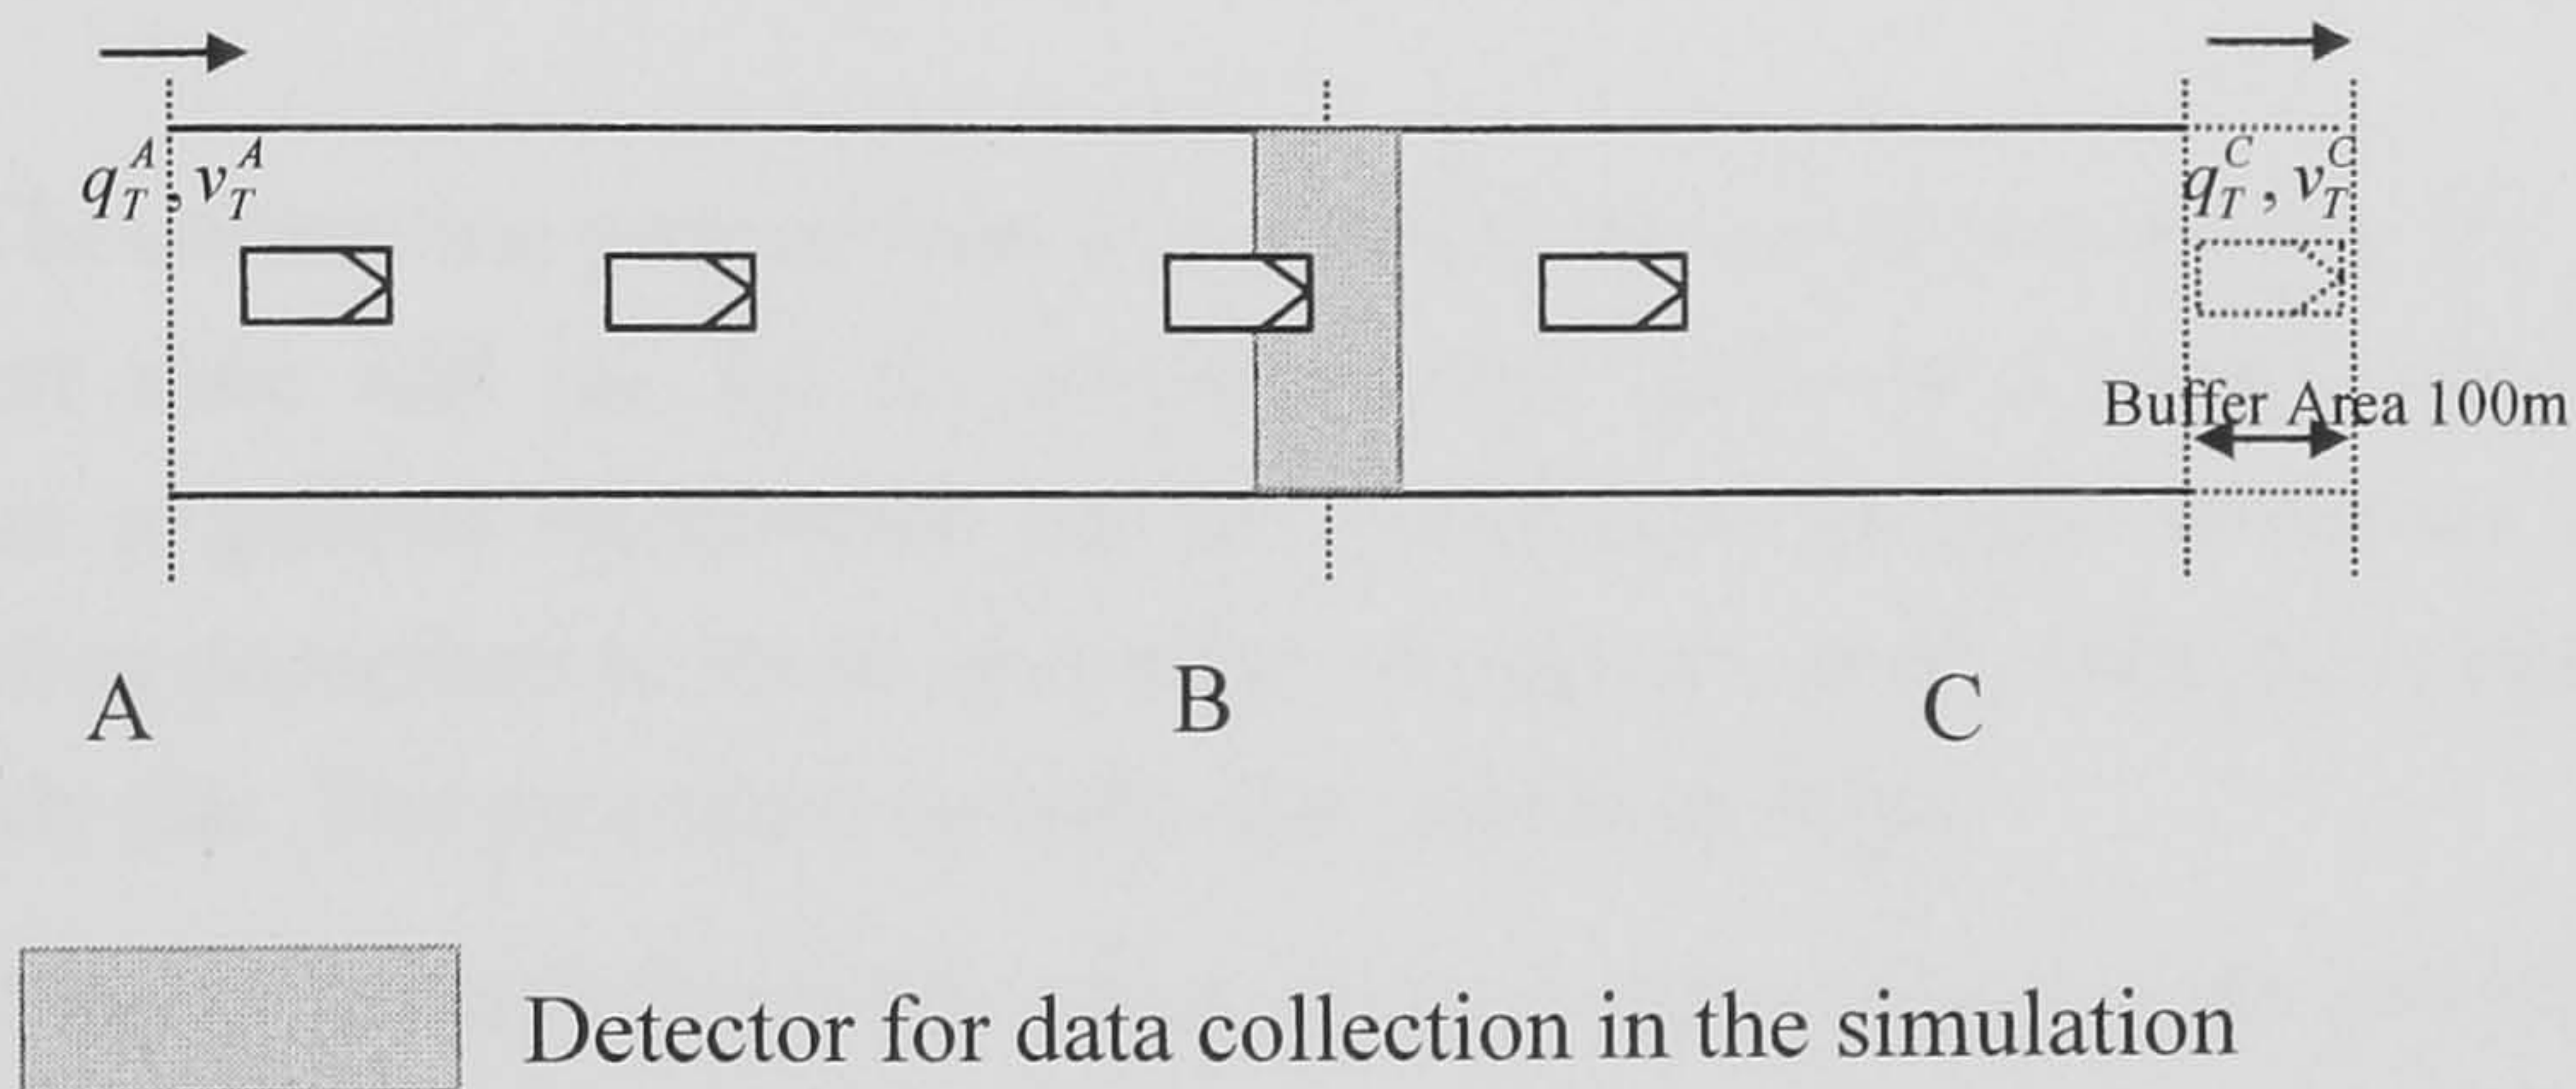 q_T^A, v_T^A
q_T^C, v_T^C
Buffer Area 100m
A B C
Detector for data collection in the simulation